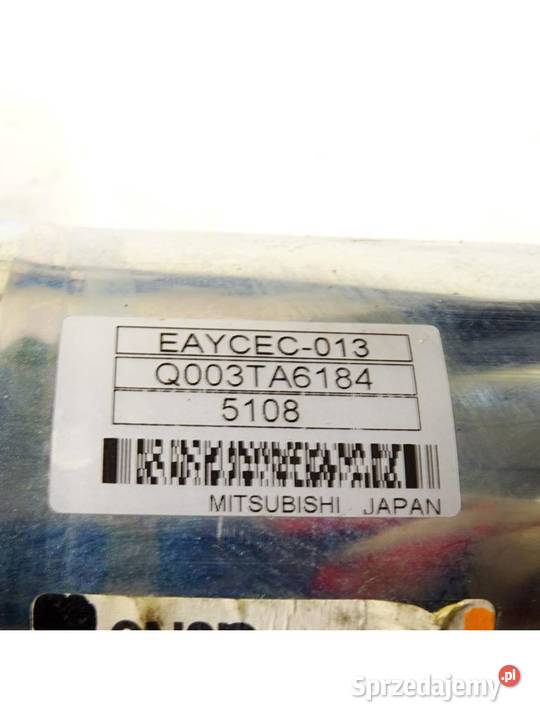 EAYCEC-013
Q003TA6184
5108
MITSUBISHI JAPAN
Sprzedajemy.pl